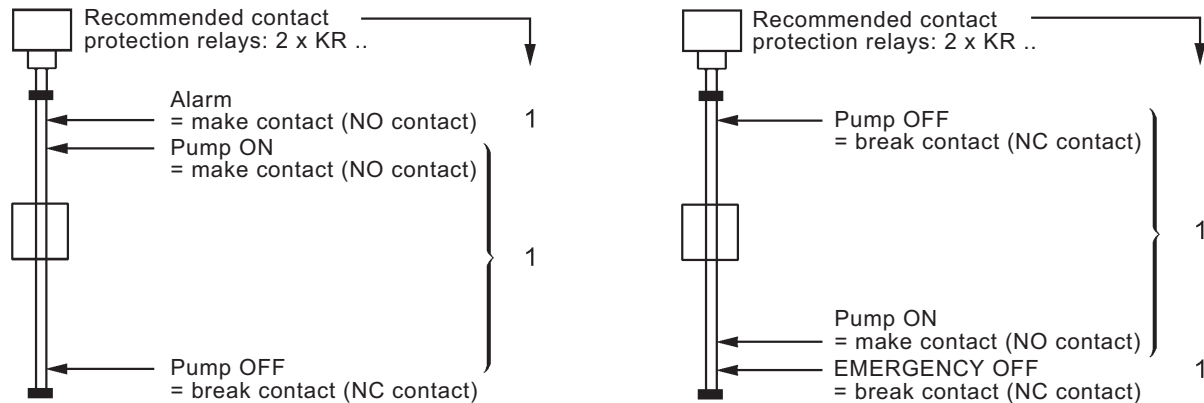 Recommended contact
protection relays: 2 x KR ..
Alarm
= make contact (NO contact)
1
Pump ON
= make contact (NO contact)
1
Pump OFF
= break contact (NC contact)
Recommended contact
protection relays: 2 x KR ..
Pump OFF
= break contact (NC contact)
1
Pump ON
= make contact (NO contact)
EMERGENCY OFF
= break contact (NC contact)
1